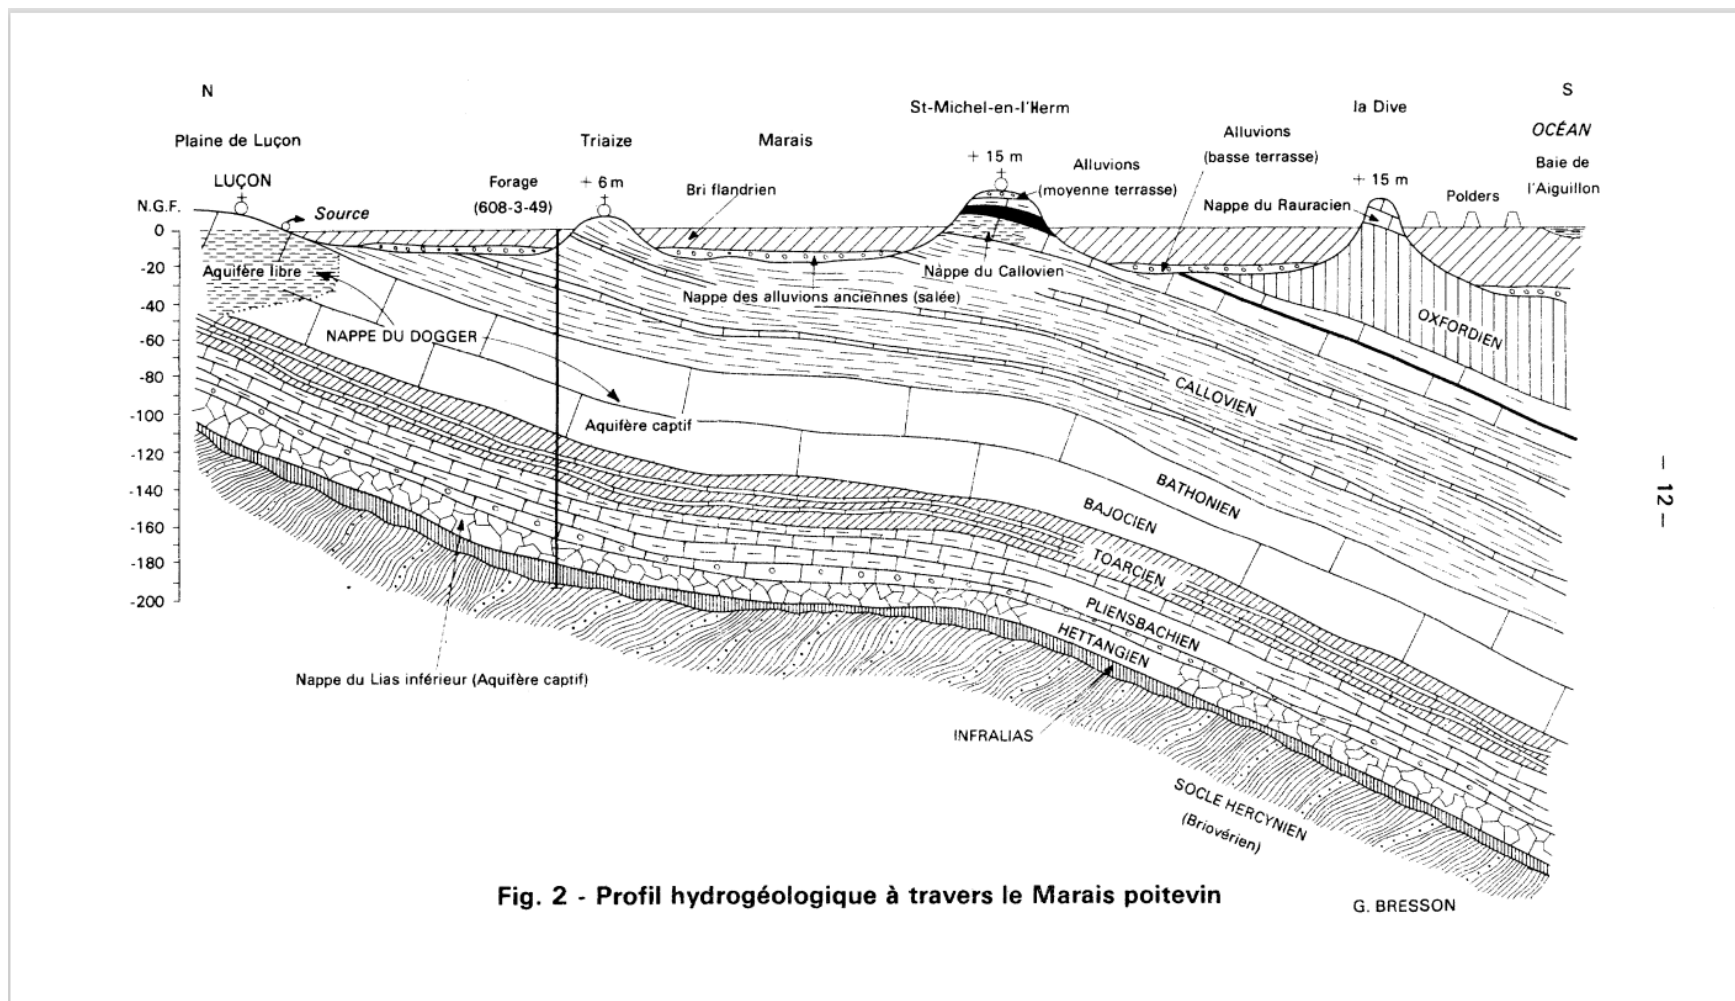 N
S
St-Michel-en-l'Herm
la Dive
Plaine de Luçon
Triaize
Marais
Alluvions
(basse terrasse)
OCÉAN
Baie de
l'Aiguillon
+ 15 m
Alluvions
(moyenne terrasse)
LUÇON
Forage
(608-3-49)
+ 6 m
Bri flandrien
+ 15 m
Polders
N.G.F.
Source
Nappe du Rauracien
0
-20
-40
-60
-80
-100
-120
-140
-160
-180
-200
Aquifère libre
Nappe du Callovien
Nappe des alluvions anciennes (salée)
NAPPE DU DOGGER
OXFORDIEN
CALLOVIEN
Aquifère captif
BATHONIEN
BAJOCIEN
TOARCIEN
PLIENSBACHIEN
HETTANGIEN
Nappe du Lias inférieur (Aquifère captif)
INFRALIAS
SOCLE HERCYNIEN
(Briovérien)
Fig. 2 - Profil hydrogéologique à travers le Marais poitevin
G. BRESSON
— 12 —